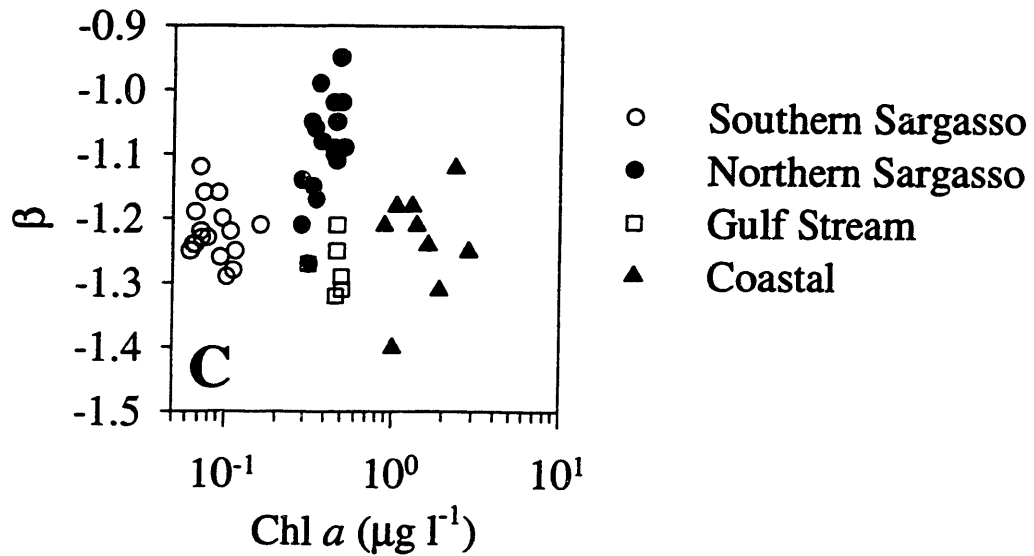 -0.9
-1.0
-1.1
-1.2
-1.3
-1.4
-1.5
β
C
10⁻¹ 10⁰ 10¹
Chl a (µg l⁻¹)
Southern Sargasso
Northern Sargasso
Gulf Stream
Coastal